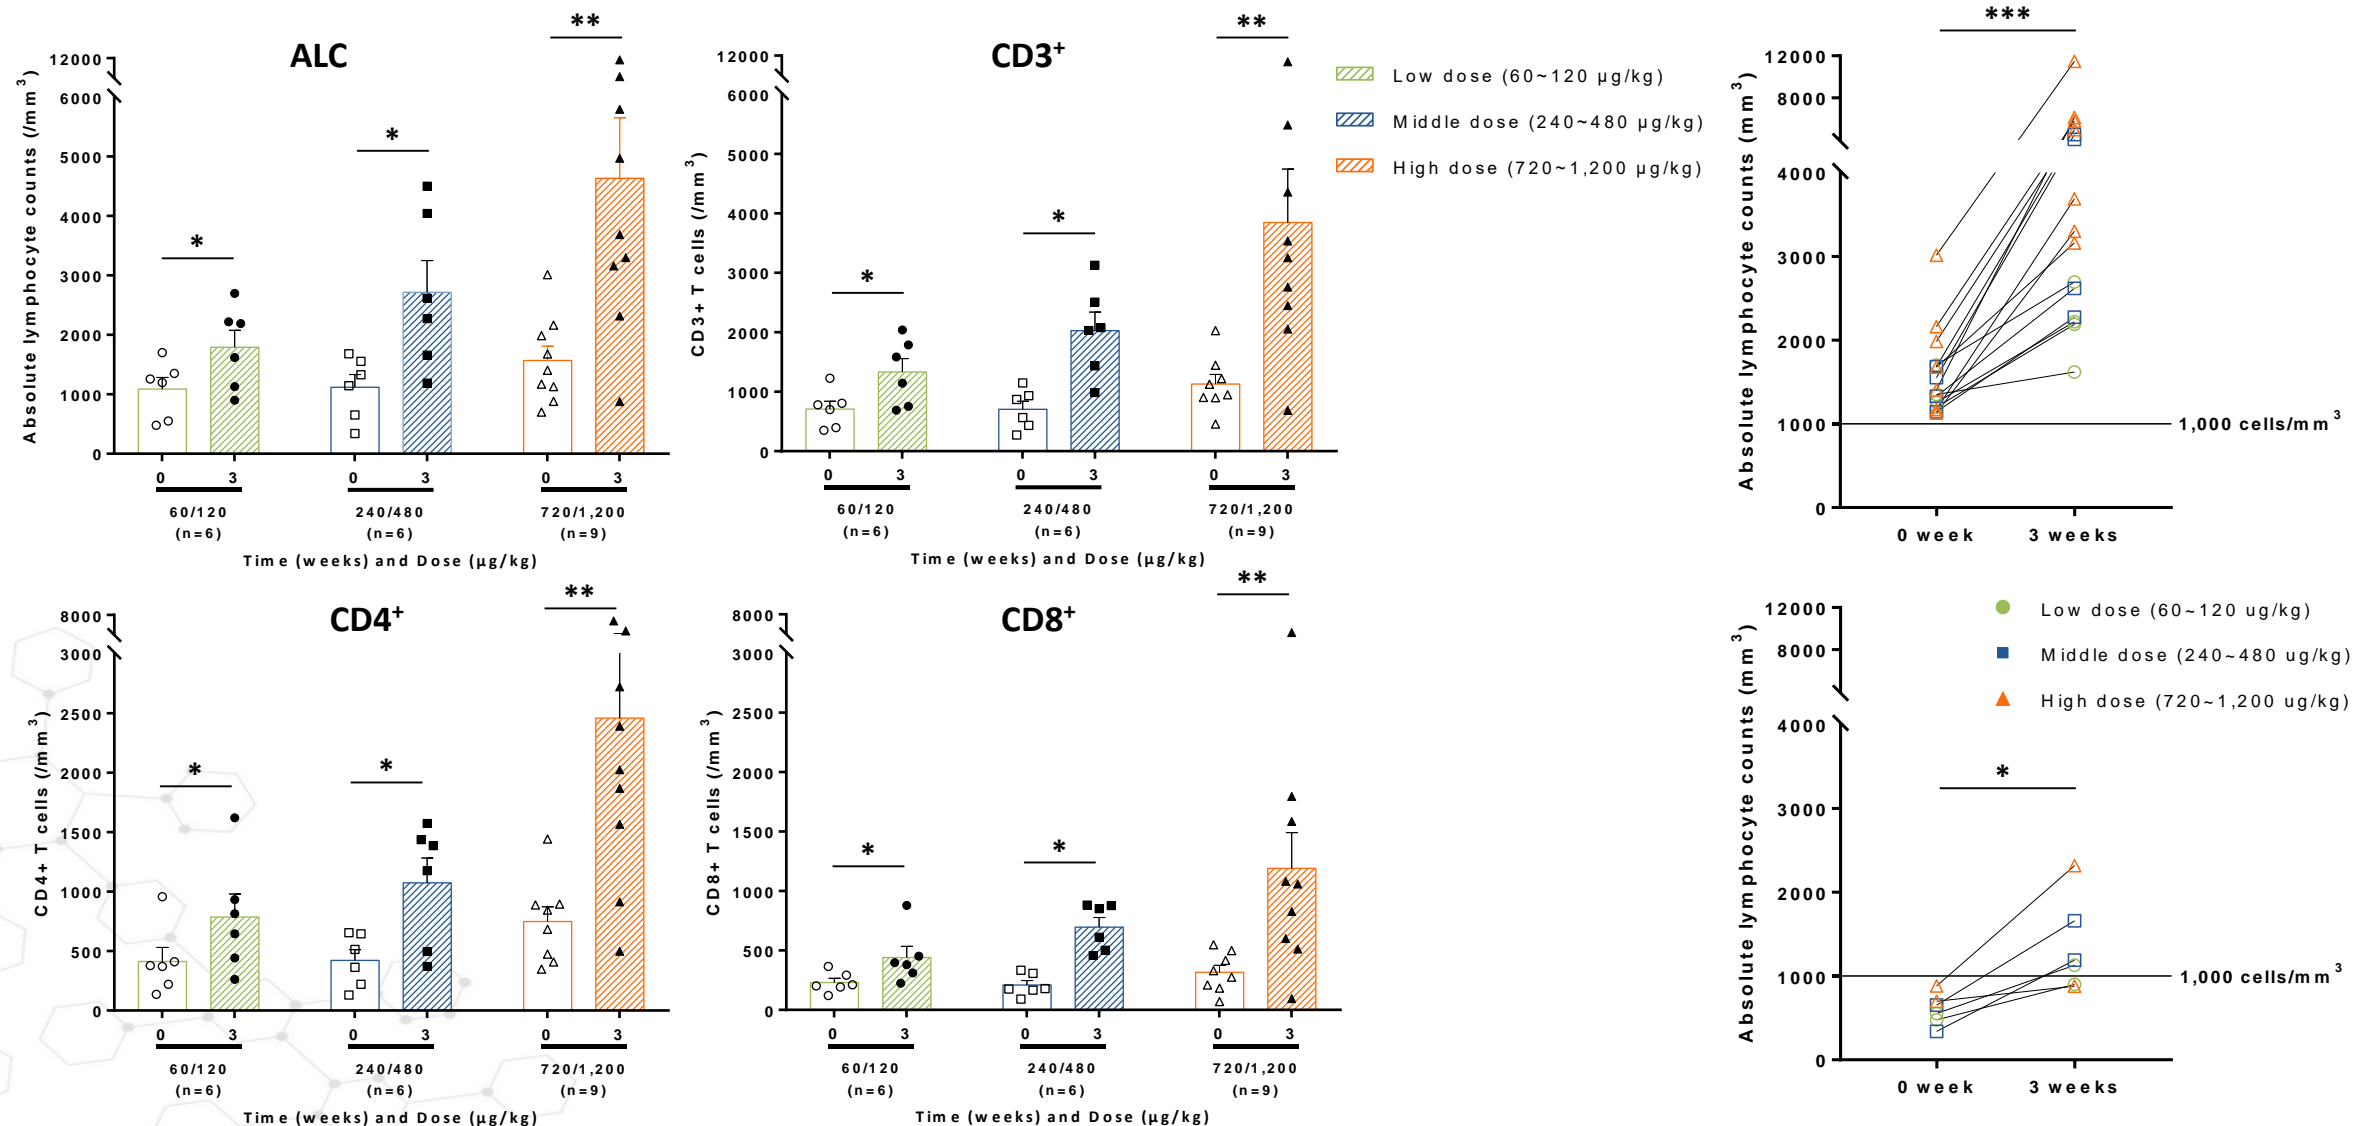 ALC
**
*
*
12000
6000
5000
4000
3000
2000
1000
0
Absolute lymphocyte counts (/mm³)
0 3 0 3 0 3
60/120 240/480 720/1,200
(n=6) (n=6) (n=9)
Time (weeks) and Dose (µg/kg)
CD3⁺
**
*
*
12000
6000
5000
4000
3000
2000
1000
0
CD3+ T cells (/mm³)
0 3 0 3 0 3
60/120 240/480 720/1,200
(n=6) (n=6) (n=9)
Time (weeks) and Dose (µg/kg)
Low dose (60~120 µg/kg)
Middle dose (240~480 µg/kg)
High dose (720~1,200 µg/kg)
***
12000
8000
4000
3000
2000
1000
0
Absolute lymphocyte counts (mm³)
1,000 cells/mm³
0 week 3 weeks
CD4⁺
**
*
*
8000
3000
2500
2000
1500
1000
500
0
CD4+ T cells (/mm³)
0 3 0 3 0 3
60/120 240/480 720/1,200
(n=6) (n=6) (n=9)
Time (weeks) and Dose (µg/kg)
CD8⁺
**
*
*
8000
3000
2500
2000
1500
1000
500
0
CD8+ T cells (/mm³)
0 3 0 3 0 3
60/120 240/480 720/1,200
(n=6) (n=6) (n=9)
Time (weeks) and Dose (µg/kg)
Low dose (60~120 ug/kg)
Middle dose (240~480 ug/kg)
High dose (720~1,200 ug/kg)
*
12000
8000
4000
3000
2000
1000
0
Absolute lymphocyte counts (mm³)
1,000 cells/mm³
0 week 3 weeks